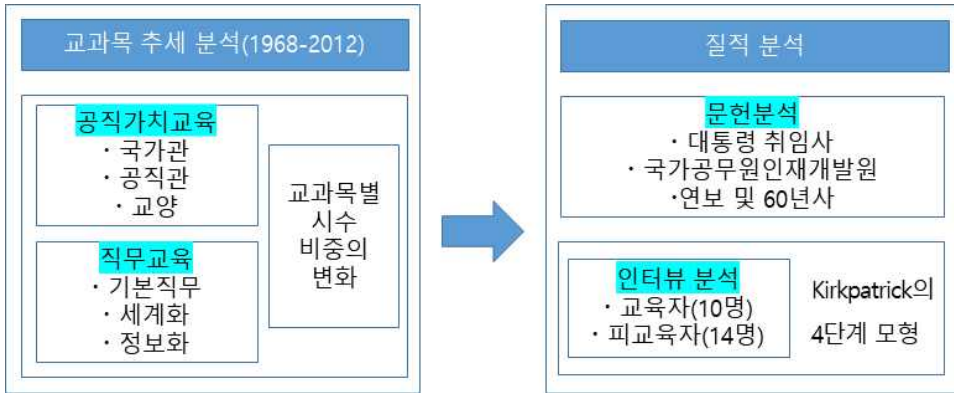 교과목 추세 분석(1968-2012)
공직가치교육
· 국가관
· 공직관
· 교양
직무교육
· 기본직무
· 세계화
· 정보화
교과목별
시수
비중의
변화
질적 분석
문헌분석
· 대통령 취임사
· 국가공무원인재개발원
·연보 및 60년사
인터뷰 분석
· 교육자(10명)
· 피교육자(14명)
Kirkpatrick의
4단계 모형